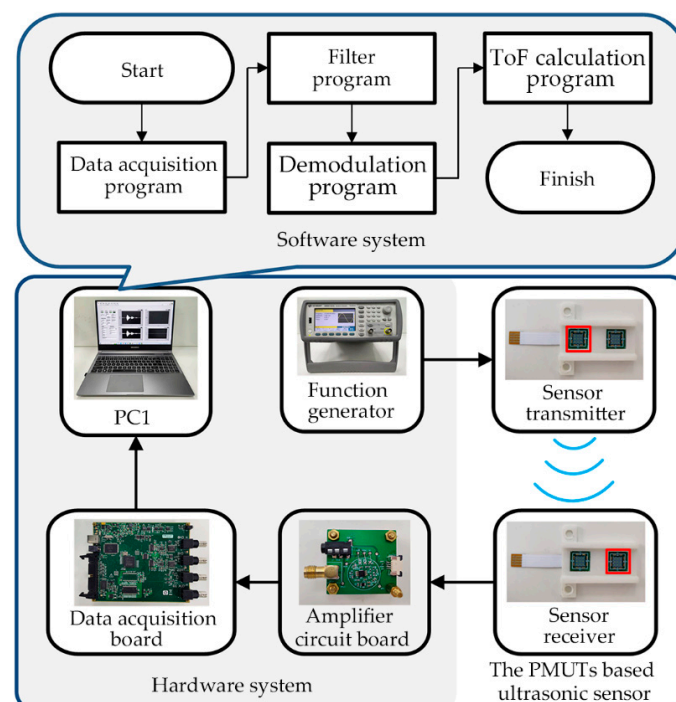 Start
Data acquisition
program
Filter
program
Demodulation
program
ToF calculation
program
Finish
Software system
PC1
Function
generator
Sensor
transmitter
Data acquisition
board
Amplifier
circuit board
Sensor
receiver
Hardware system
The PMUTs based
ultrasonic sensor